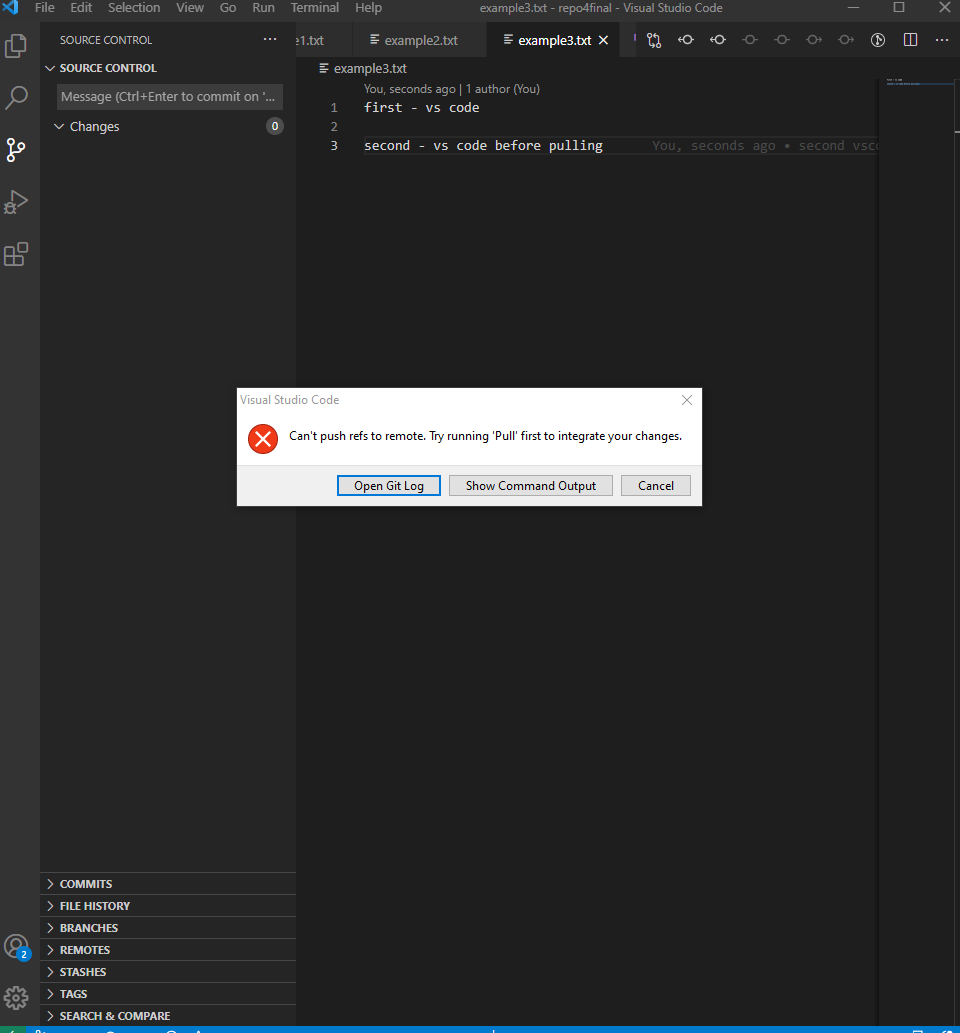 File Edit Selection View Go Run Terminal Help example3.txt - repo4final - Visual Studio Code
SOURCE CONTROL ··· e1.txt example2.txt example3.txt ···
SOURCE CONTROL
example3.txt
Message (Ctrl+Enter to commit on '...
You, seconds ago | 1 author (You)
1 first - vs code
Changes 0
2
3 second - vs code before pulling You, seconds ago • second vsco
Visual Studio Code
Can't push refs to remote. Try running 'Pull' first to integrate your changes.
Open Git Log Show Command Output Cancel
COMMITS
FILE HISTORY
BRANCHES
REMOTES
2
STASHES
TAGS
SEARCH & COMPARE